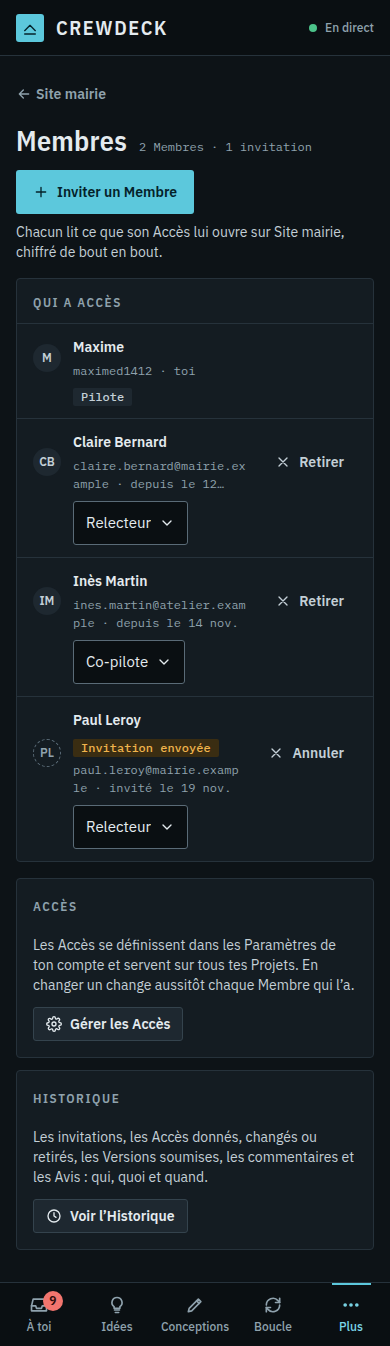 CREWDECK
En direct
← Site mairie
Membres 2 Membres · 1 invitation
+ Inviter un Membre
Chacun lit ce que son Accès lui ouvre sur Site mairie,
chiffré de bout en bout.
QUI A ACCÈS
M
Maxime
maximed1412 · toi
Pilote
CB
Claire Bernard
claire.bernard@mairie.ex
ample · depuis le 12…
Relecteur
Retirer
IM
Inès Martin
ines.martin@atelier.exam
ple · depuis le 14 nov.
Co-pilote
Retirer
PL
Paul Leroy
Invitation envoyée
paul.leroy@mairie.examp
le · invité le 19 nov.
Relecteur
Annuler
ACCÈS
Les Accès se définissent dans les Paramètres de
ton compte et servent sur tous tes Projets. En
changer un change aussitôt chaque Membre qui l’a.
Gérer les Accès
HISTORIQUE
Les invitations, les Accès donnés, changés ou
retirés, les Versions soumises, les commentaires et
les Avis : qui, quoi et quand.
Voir l’Historique
9
À toi
Idées
Conceptions
Boucle
Plus